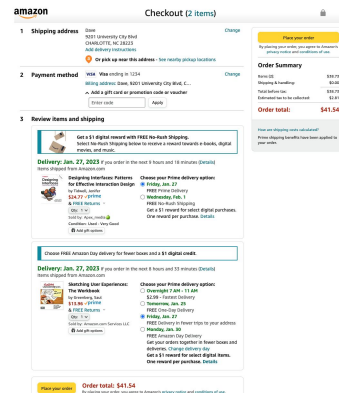 amazon
Checkout (2 items)
1 Shipping address
Dave
9201 University City Blvd
CHARLOTTE, NC 28223
Add delivery instructions
Or pick up near this address - See nearby pickup locations
Change
2 Payment method
VISA Visa ending in 1234
Billing address: Dave, 9201 University City Blvd, C...
Add a gift card or promotion code or voucher
Enter code
Apply
Change
3 Review items and shipping
Get a $1 digital reward with FREE No-Rush Shipping.
Select No-Rush Shipping below to receive a reward towards e-books, digital
movies, and music.
Delivery: Jan. 27, 2023 If you order in the next 9 hours and 18 minutes (Details)
Items shipped from Amazon.com
Designing Interfaces: Patterns
for Effective Interaction Design
by Tidwell, Jenifer
$24.77 prime
& FREE Returns
Qty: 1
Sold by: Apex_media
Condition: Used - Very Good
Add gift options
Choose your Prime delivery option:
Friday, Jan. 27
FREE Prime Delivery
Wednesday, Feb. 1
FREE No-Rush Shipping
Get a $1 reward for select digital purchases.
One reward per purchase. Details
Choose FREE Amazon Day delivery for fewer boxes and a $1 digital credit.
Delivery: Jan. 27, 2023 If you order in the next 8 hours and 33 minutes (Details)
Items shipped from Amazon.com
Sketching User Experiences:
The Workbook
by Greenberg, Saul
$13.96 prime
& FREE Returns
Qty: 1
Sold by: Amazon.com Services LLC
Add gift options
Choose your Prime delivery option:
Overnight 7 AM - 11 AM
$2.99 - Fastest Delivery
Tomorrow, Jan. 25
FREE One-Day Delivery
Friday, Jan. 27
FREE Delivery in fewer trips to your address
Monday, Jan. 30
FREE Amazon Day Delivery
Get your orders together in fewer boxes and
deliveries. Change delivery day
Get a $1 reward for select digital items.
One reward per purchase. Details
Place your order
Order total: $41.54
By placing your order, you agree to Amazon's privacy notice and conditions of use.
Place your order
By placing your order, you agree to Amazon's
privacy notice and conditions of use.
Order Summary
Items (2): $38.73
Shipping & handling: $0.00
Total before tax: $38.73
Estimated tax to be collected: $2.81
Order total: $41.54
How are shipping costs calculated?
Prime shipping benefits have been applied to
your order.